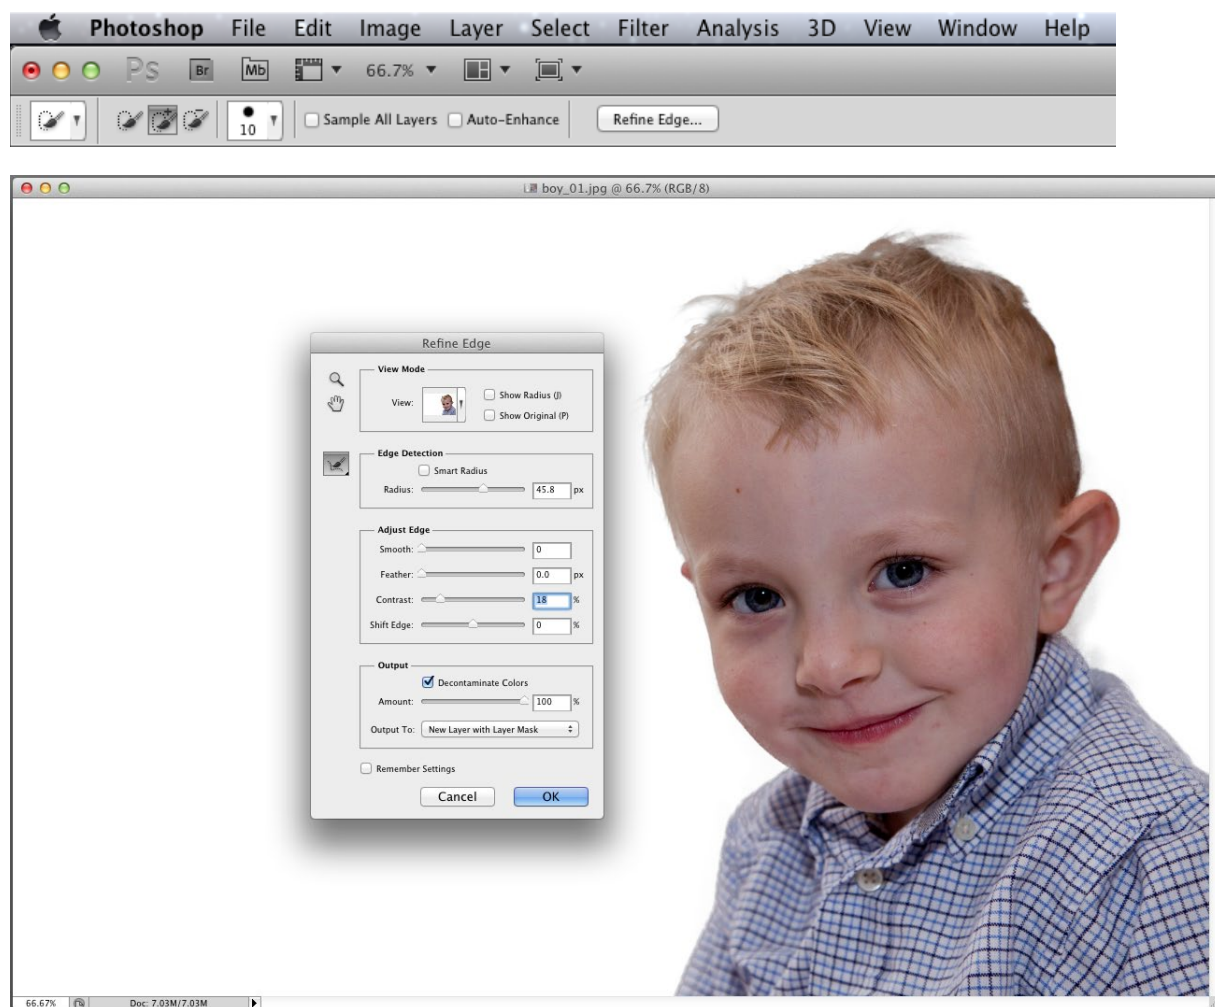 Photoshop File Edit Image Layer Select Filter Analysis 3D View Window Help
Ps Br Mb 66.7%
10 Sample All Layers Auto-Enhance Refine Edge...
boy_01.jpg @ 66.7% (RGB/8)
Refine Edge
View Mode
View:
Show Radius (J)
Show Original (P)
Edge Detection
Smart Radius
Radius: 45.8 px
Adjust Edge
Smooth: 0
Feather: 0.0 px
Contrast: 18 %
Shift Edge: 0 %
Output
Decontaminate Colors
Amount: 100 %
Output To: New Layer with Layer Mask
Remember Settings
Cancel OK
66.67% Doc: 7.03M/7.03M